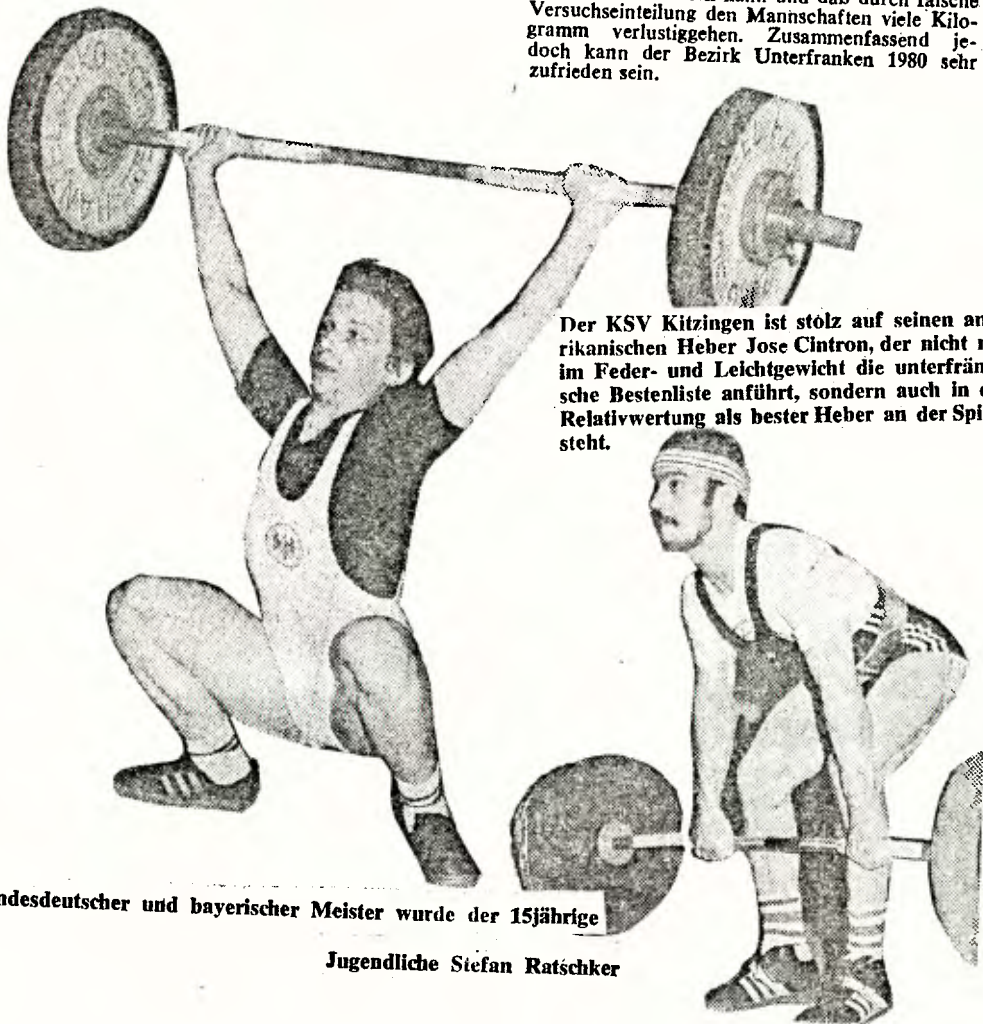 Versuchseinteilung den Mannschaften viele Kilo-
gramm verlustiggehen. Zusammenfassend je-
doch kann der Bezirk Unterfranken 1980 sehr
zufrieden sein.
Der KSV Kitzingen ist stolz auf seinen
rikanischen Heber Jose Cintron, der nicht
im Feder- und Leichtgewicht die
sche Bestenliste anführt, sondern auch in
Relativwertung als bester Heber an der
steht.
ndesdeutscher und bayerischer Meister wurde der 15jährige
Jugendliche Stefan Ratschker